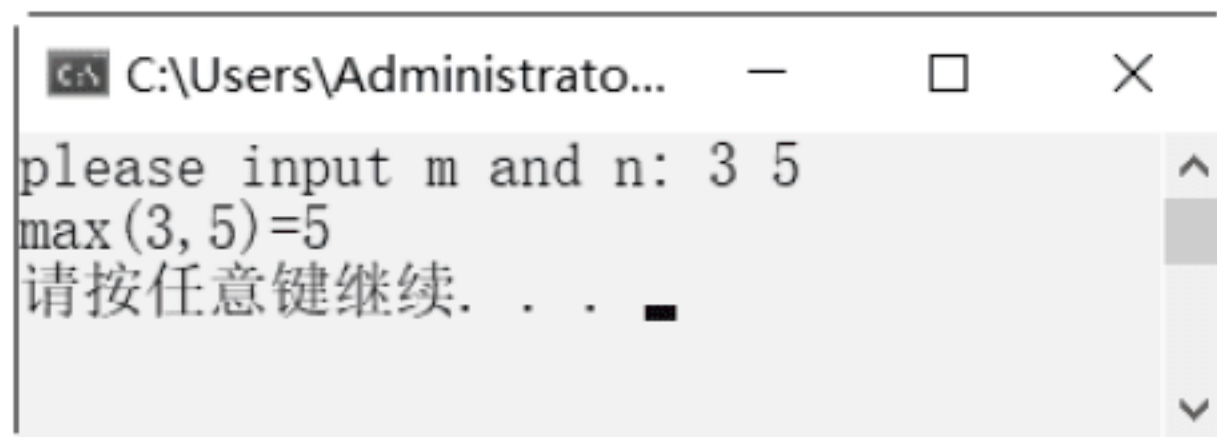 C:\Users\Administrato...
please input m and n: 3 5
max(3,5)=5
请按任意键继续. . .